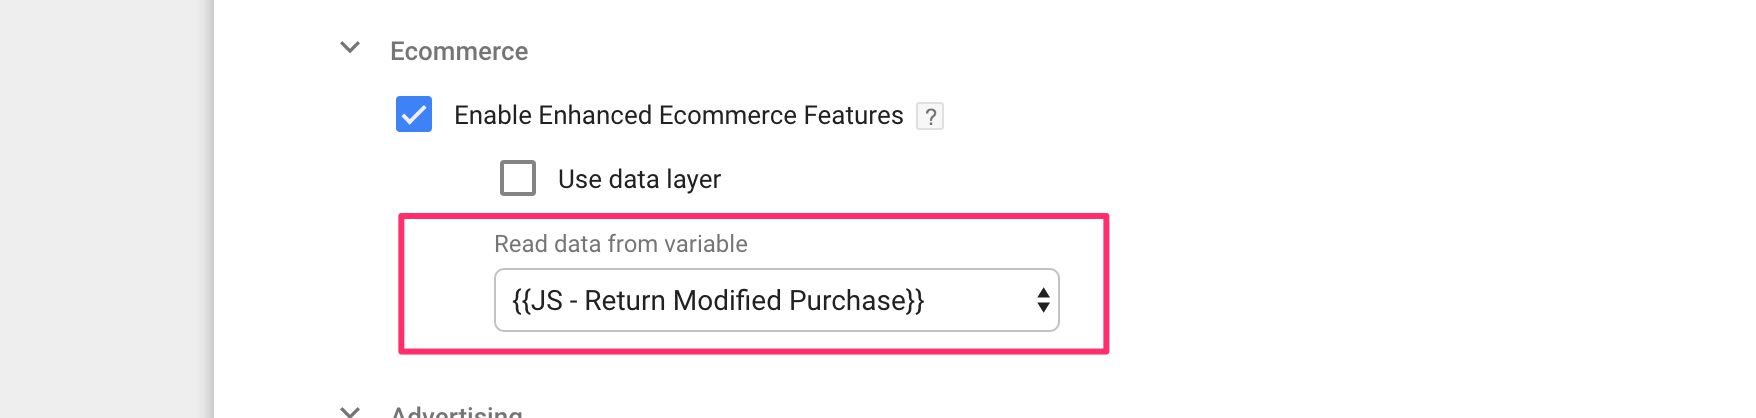 Ecommerce
Enable Enhanced Ecommerce Features ?
Use data layer
Read data from variable
{{JS - Return Modified Purchase}}
Advertising